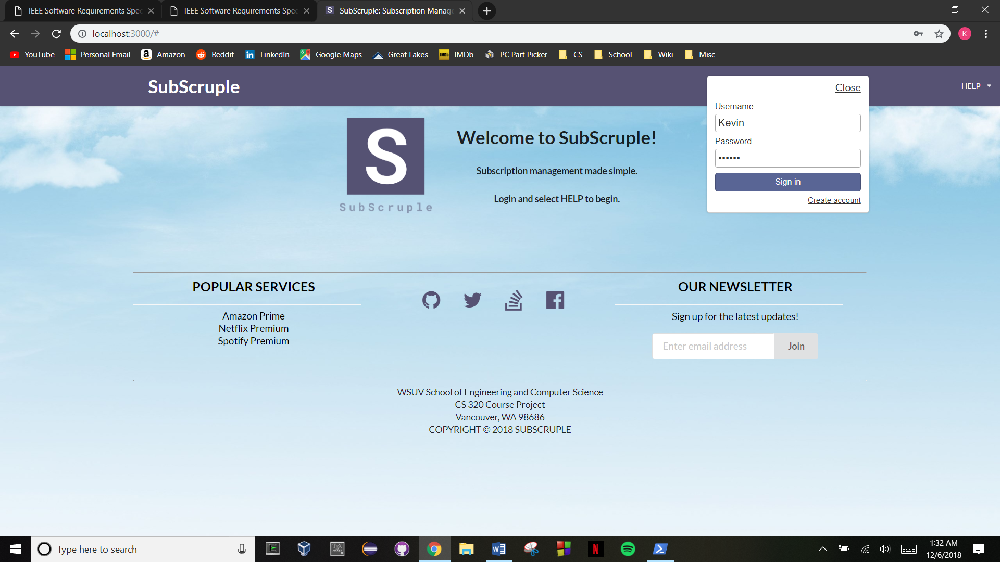 IEEE Software Requirements Spec
IEEE Software Requirements Spec
S SubScruple: Subscription Manage
localhost:3000/#
K
YouTube
Personal Email
Amazon
Reddit
LinkedIn
Google Maps
Great Lakes
IMDb
PC Part Picker
CS
School
Wiki
Misc
SubScruple
HELP
Close
Username
Kevin
Password
••••••
Sign in
Create account
S
SubScruple
Welcome to SubScruple!
Subscription management made simple.
Login and select HELP to begin.
POPULAR SERVICES
Amazon Prime
Netflix Premium
Spotify Premium
OUR NEWSLETTER
Sign up for the latest updates!
Enter email address
Join
WSUV School of Engineering and Computer Science
CS 320 Course Project
Vancouver, WA 98686
COPYRIGHT © 2018 SUBSCRUPLE
Type here to search
1:32 AM
12/6/2018